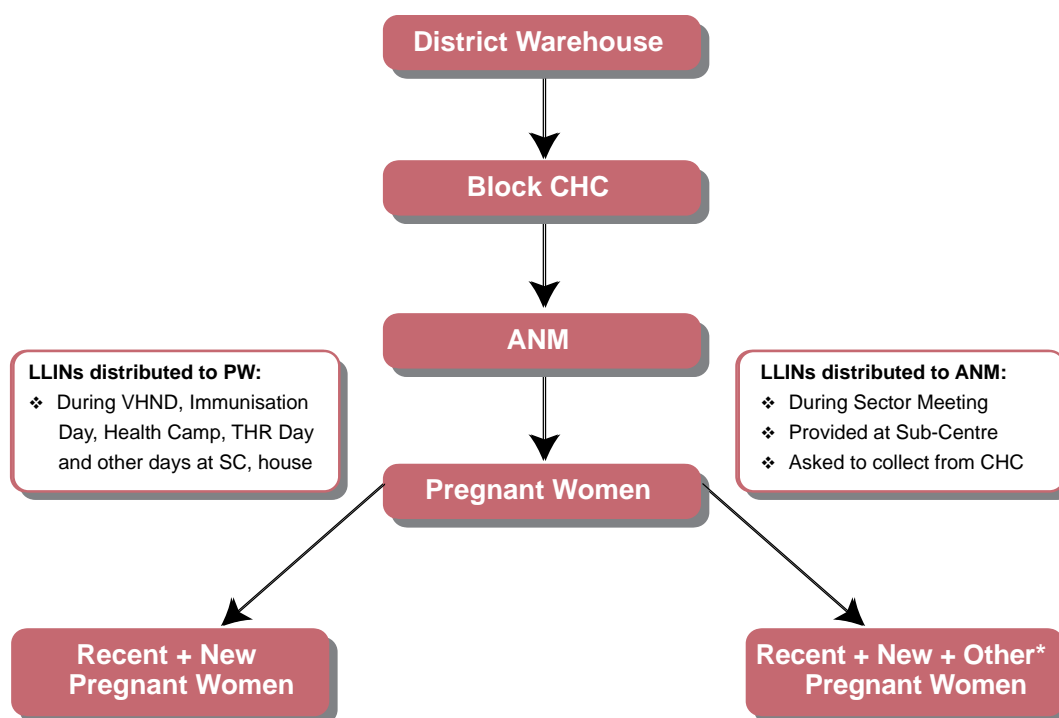 District Warehouse
Block CHC
ANM
LLINs distributed to PW:
❖ During VHND, Immunisation
Day, Health Camp, THR Day
and other days at SC, house
LLINs distributed to ANM:
❖ During Sector Meeting
❖ Provided at Sub-Centre
❖ Asked to collect from CHC
Pregnant Women
Recent + New
Pregnant Women
Recent + New + Other*
Pregnant Women